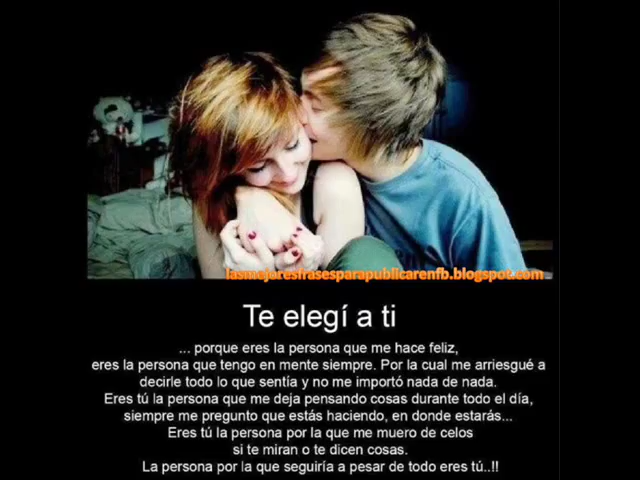 lasmejoresfrasesparapublicarenfb.blogspot.com
Te elegí a ti
... porque eres la persona que me hace feliz,
eres la persona que tengo en mente siempre. Por la cual me arriesgué a
decirle todo lo que sentía y no me importó nada de nada.
Eres tú la persona que me deja pensando cosas durante todo el día,
siempre me pregunto que estás haciendo, en donde estarás...
Eres tú la persona por la que me muero de celos
si te miran o te dicen cosas.
La persona por la que seguiría a pesar de todo eres tú..!!